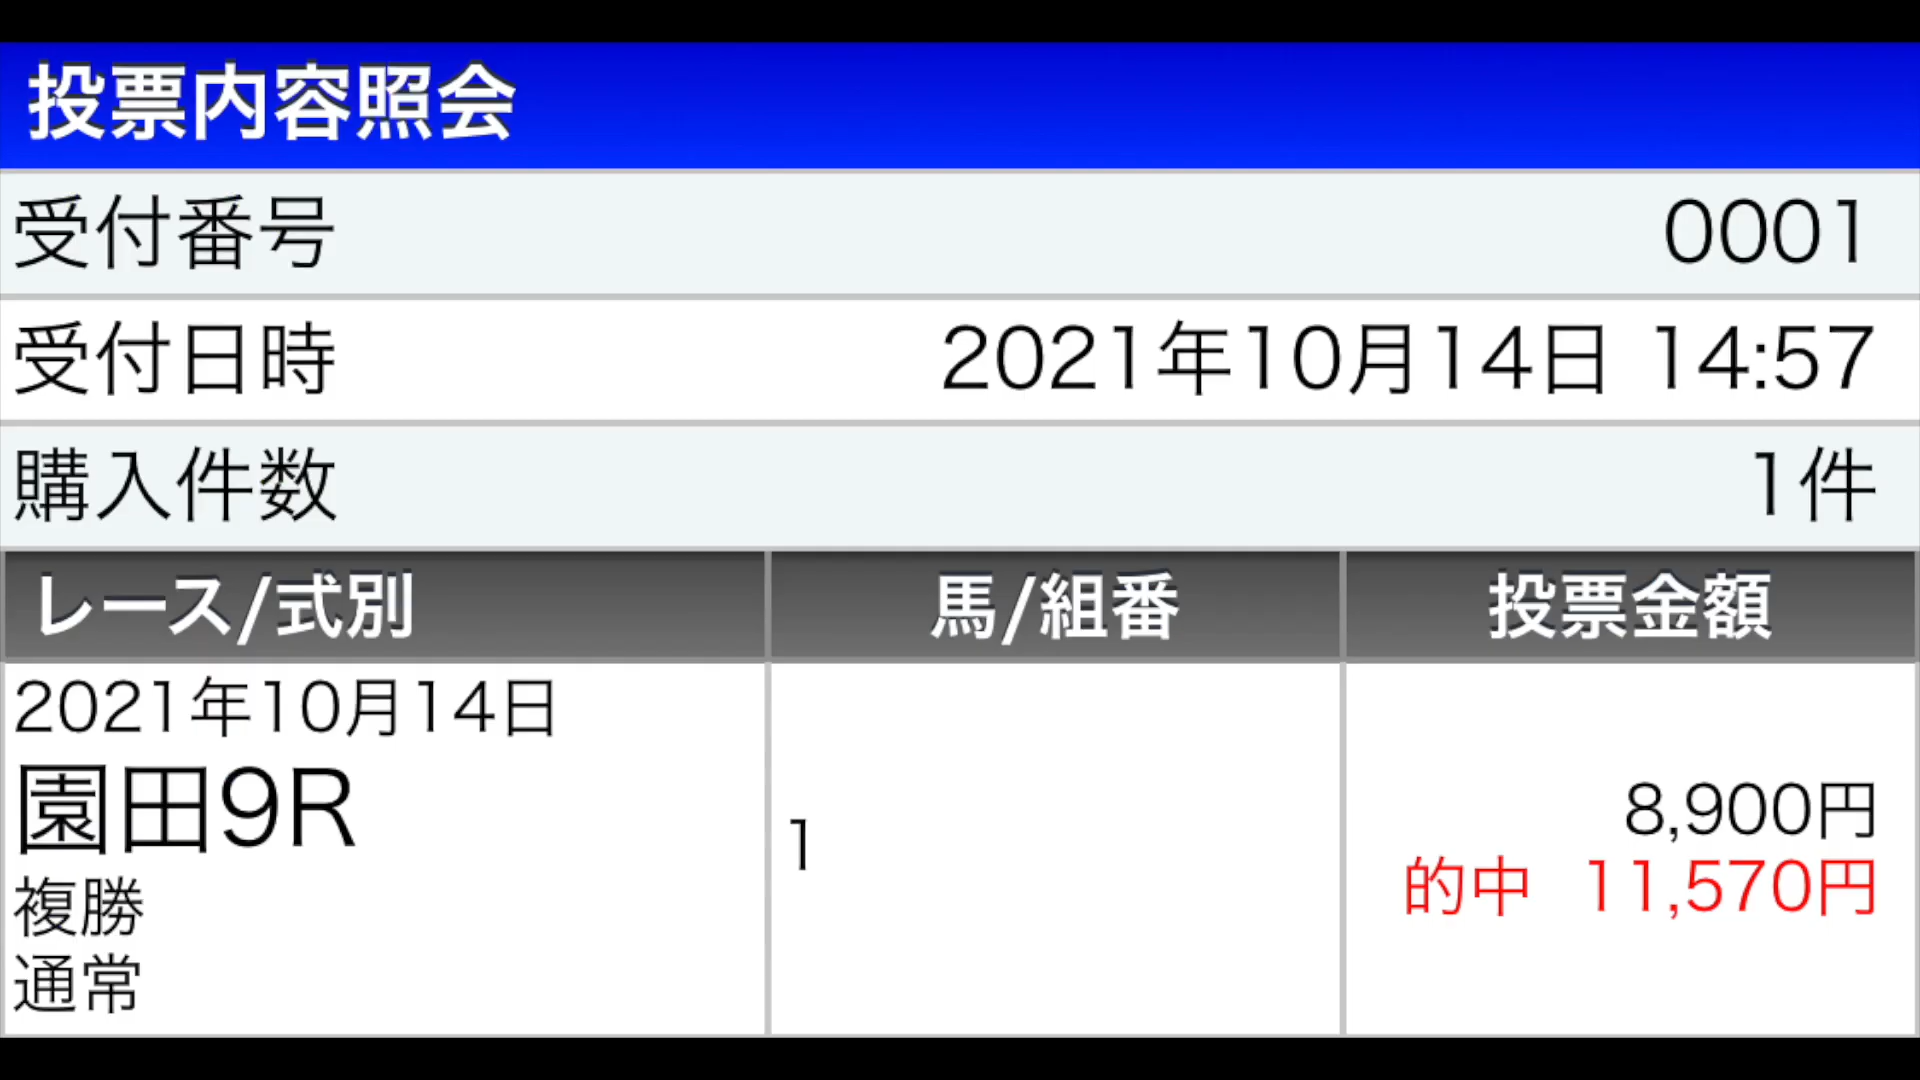 投票内容照会
受付番号 0001
受付日時 2021年10月14日 14:57
購入件数 1件
レース/式別 馬/組番 投票金額
2021年10月14日
園田9R
複勝
通常
1
8,900円
的中 11,570円